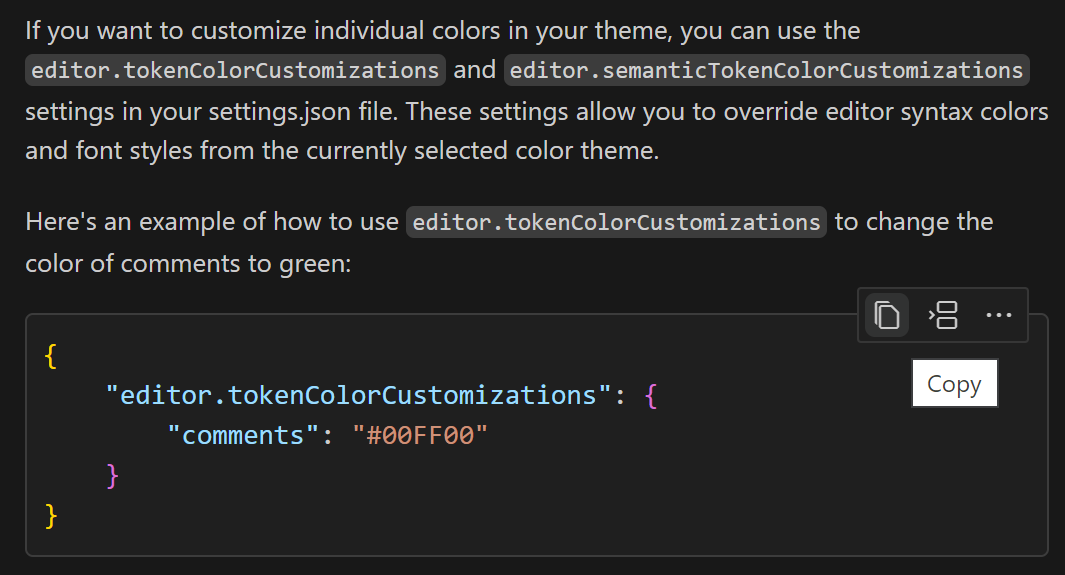 If you want to customize individual colors in your theme, you can use the
editor.tokenColorCustomizations and editor.semanticTokenColorCustomizations
settings in your settings.json file. These settings allow you to override editor syntax colors
and font styles from the currently selected color theme.
Here's an example of how to use editor.tokenColorCustomizations to change the
color of comments to green:
{
    "editor.tokenColorCustomizations": {
        "comments": "#00FF00"
    }
}
Copy